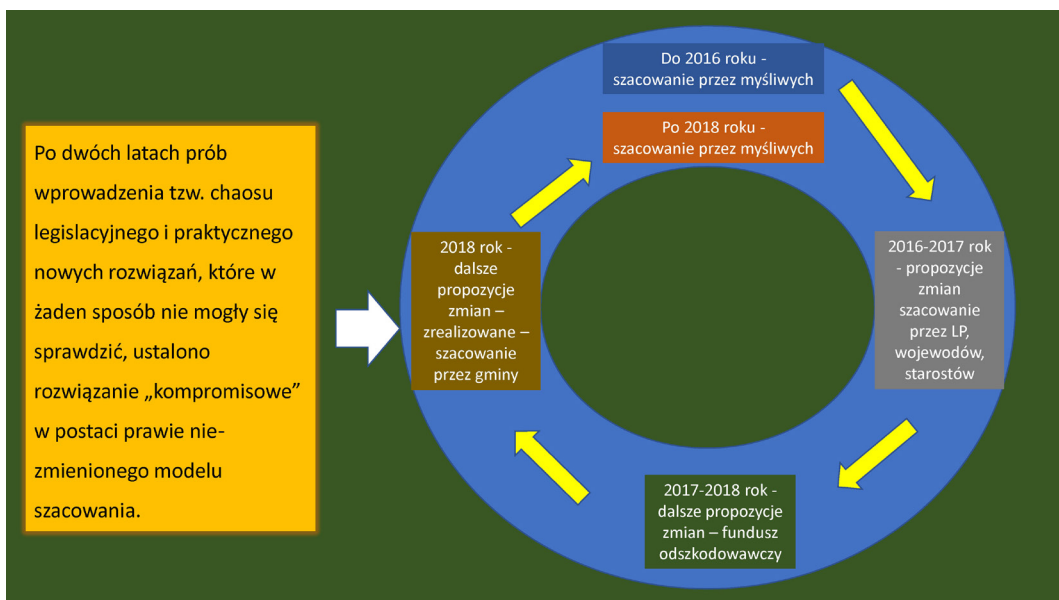 Po dwóch latach prób
wprowadzenia tzw. chaosu
legislacyjnego i praktycznego
nowych rozwiązań, które w
żaden sposób nie mogły się
sprawdzić, ustalono
rozwiązanie „kompromisowe”
w postaci prawie nie-
zmienionego modelu
szacowania.
Do 2016 roku -
szacowanie przez myśliwych
Po 2018 roku -
szacowanie przez myśliwych
2016-2017 rok
- propozycje
zmian
szacowanie
przez LP,
wojewodów,
starostów
2017-2018 rok -
dalsze propozycje
zmian – fundusz
odszkodowawczy
2018 rok -
dalsze
propozycje
zmian –
zrealizowane –
szacowanie
przez gminy